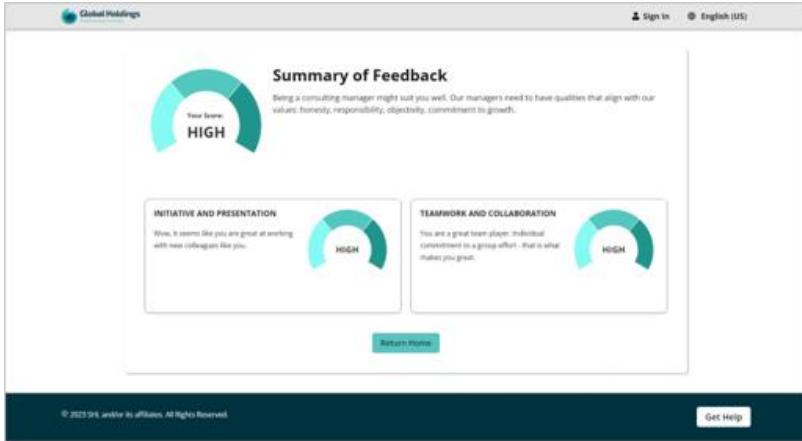 Global Holdings
Sign In
English (US)
Your Score:
HIGH
Summary of Feedback
Being a consulting manager might suit you well. Our managers need to have qualities that align with our
values: honesty, responsibility, objectivity, commitment to growth.
INITIATIVE AND PRESENTATION
Wow, it seems like you are great at working
with new colleagues like you.
HIGH
TEAMWORK AND COLLABORATION
You are a great team player. Individual
commitment to a group effort - that is what
makes you great.
HIGH
Return Home
© 2023 SHL and/or its affiliates. All Rights Reserved.
Get Help